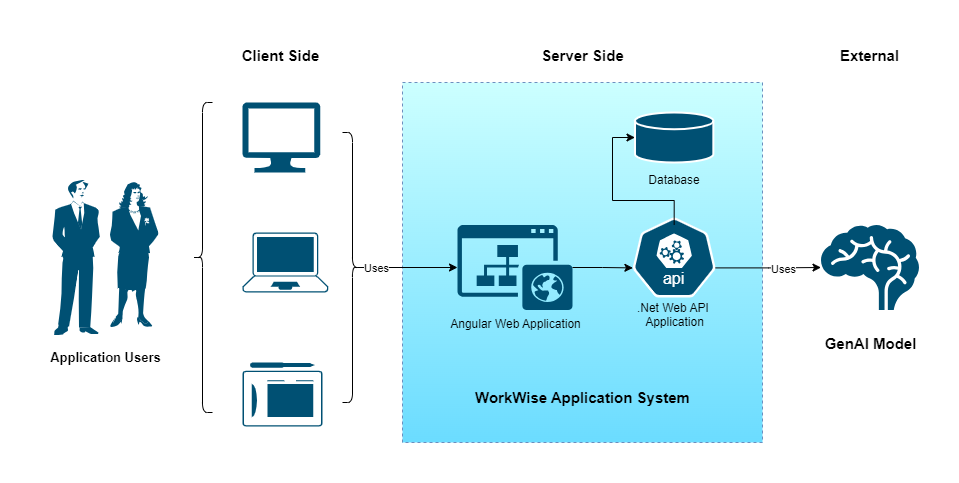 Client Side
Server Side
External
Database
Uses
api
Uses
Angular Web Application
.Net Web API
Application
Application Users
GenAI Model
WorkWise Application System